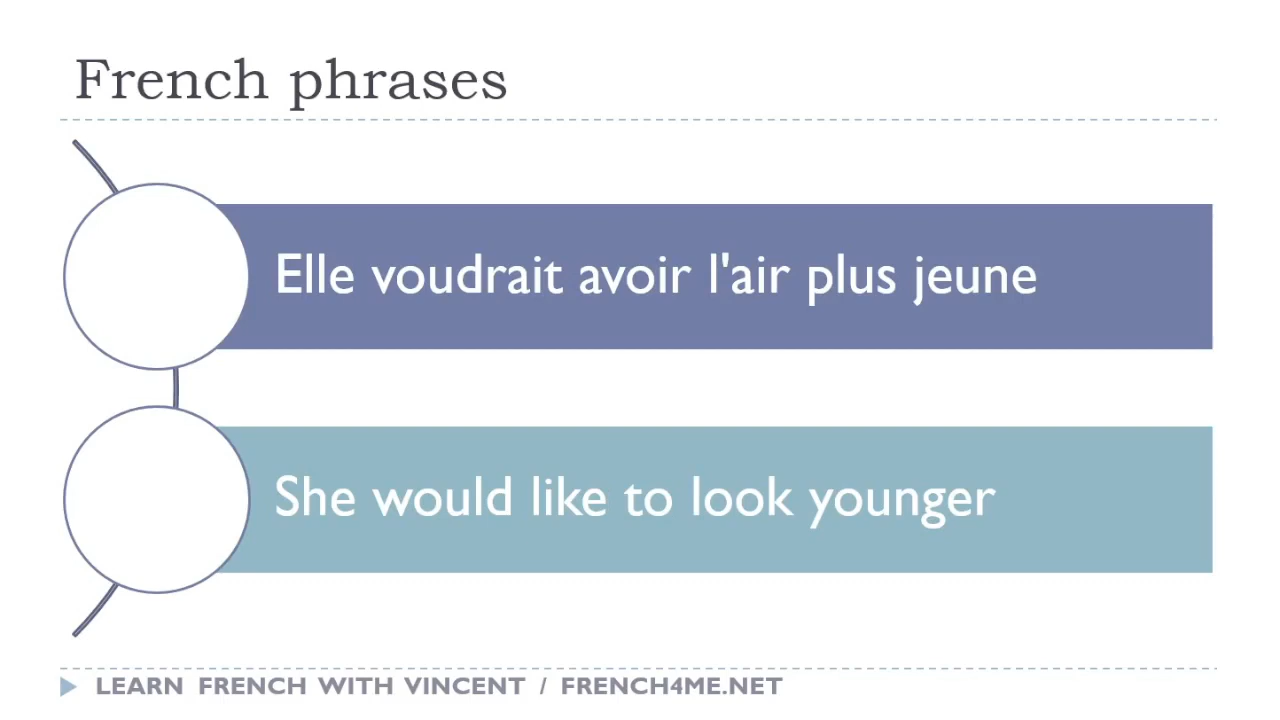 French phrases
Elle voudrait avoir l'air plus jeune
She would like to look younger
LEARN FRENCH WITH VINCENT / FRENCH4ME.NET